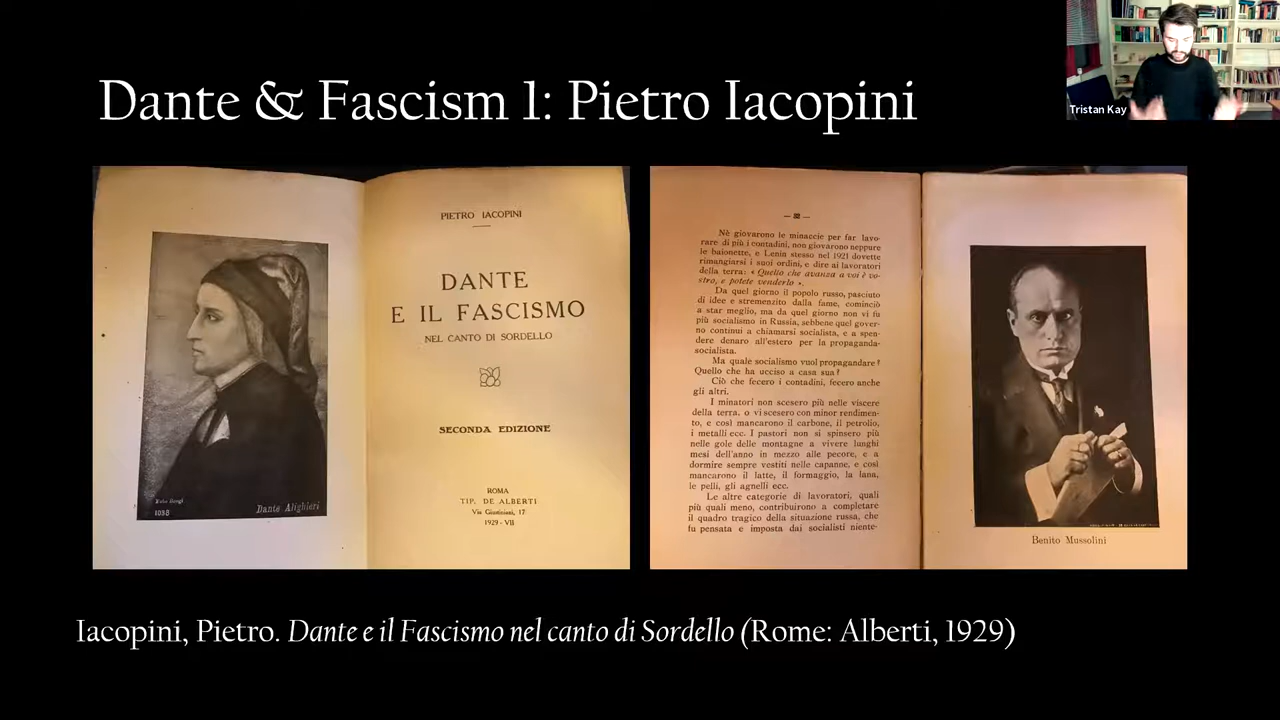 Dante & Fascism 1: Pietro Iacopini
Tristan Kay
1038
Dante Alighieri
PIETRO IACOPINI
DANTE
E IL FASCISMO
NEL CANTO DI SORDELLO
SECONDA EDIZIONE
ROMA
TIP. DE ALBERTI
Via Giustiniani, 17
1929 - VII
Nè giovarono le minaccie per far lavo-
rare di più i contadini, non giovarono neppure
le baionette, e Lenin stesso nel 1921 dovette
rimangiarsi i suoi ordini, e dire ai lavoratori
della terra: « Quello che avanza a voi è vo-
stro, e potete venderlo ».
Da quel giorno il popolo russo, pasciuto
di idee e stremenzito dalla fame, cominciò
a star meglio, ma da quel giorno non vi fu
più socialismo in Russia, sebbene quel gover-
no continui a chiamarsi socialista, e a spen-
dere denaro all'estero per la propaganda
socialista.
Ma quale socialismo vuol propagandare?
Quello che ha ucciso a casa sua?
Ciò che fecero i contadini, fecero anche
gli altri.
I minatori non scesero più nelle viscere
della terra, o vi scesero con minor rendimen-
to, e così mancarono il carbone, il petrolio,
i metalli ecc. I pastori non si spinsero più
nelle gole delle montagne a vivere lunghi
mesi dell'anno in mezzo alle pecore, e a
dormire sempre vestiti nelle capanne, e così
mancarono il latte, il formaggio, la lana,
le pelli, gli agnelli ecc.
Le altre categorie di lavoratori, quali
più quali meno, contribuirono a completare
il quadro tragico della situazione russa, che
fu pensata e imposta dai socialisti niente-
Benito Mussolini
Iacopini, Pietro. Dante e il Fascismo nel canto di Sordello (Rome: Alberti, 1929)